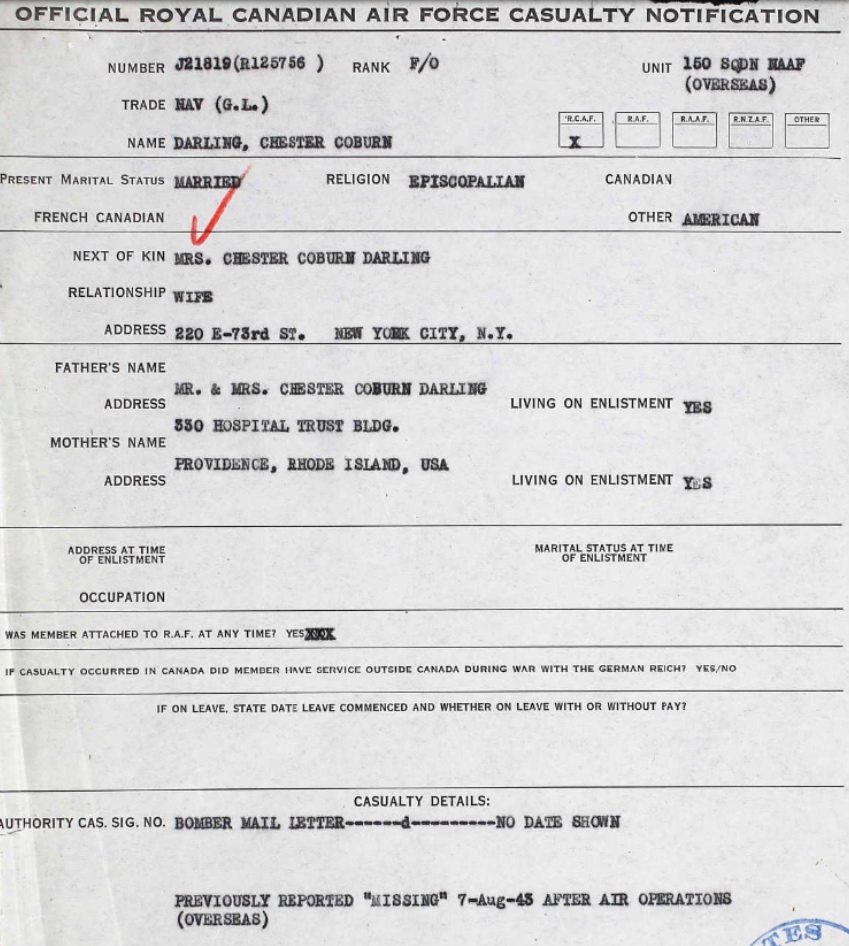 OFFICIAL ROYAL CANADIAN AIR FORCE CASUALTY NOTIFICATION
NUMBER J21819(R125756 ) RANK F/O UNIT 150 SQDN NAAF
(OVERSEAS)
TRADE NAV (G.L.)
R.C.A.F. R.A.F. R.A.A.F. R.N.Z.A.F. OTHER
NAME DARLING, CHESTER COBURN X
PRESENT MARITAL STATUS MARRIED RELIGION EPISCOPALIAN CANADIAN
FRENCH CANADIAN OTHER AMERICAN
NEXT OF KIN MRS. CHESTER COBURN DARLING
RELATIONSHIP WIFE
ADDRESS 220 E-73rd ST. NEW YORK CITY, N.Y.
FATHER'S NAME
MR. & MRS. CHESTER COBURN DARLING
ADDRESS LIVING ON ENLISTMENT YES
330 HOSPITAL TRUST BLDG.
MOTHER'S NAME
PROVIDENCE, RHODE ISLAND, USA
ADDRESS LIVING ON ENLISTMENT YES
ADDRESS AT TIME MARITAL STATUS AT TIME
OF ENLISTMENT OF ENLISTMENT
OCCUPATION
WAS MEMBER ATTACHED TO R.A.F. AT ANY TIME? YESXXX
IF CASUALTY OCCURRED IN CANADA DID MEMBER HAVE SERVICE OUTSIDE CANADA DURING WAR WITH THE GERMAN REICH? YES/NO
IF ON LEAVE, STATE DATE LEAVE COMMENCED AND WHETHER ON LEAVE WITH OR WITHOUT PAY?
CASUALTY DETAILS:
AUTHORITY CAS. SIG. NO. BOMBER MAIL LETTER------d---------NO DATE SHOWN
PREVIOUSLY REPORTED "MISSING" 7-Aug-43 AFTER AIR OPERATIONS
(OVERSEAS)
TES